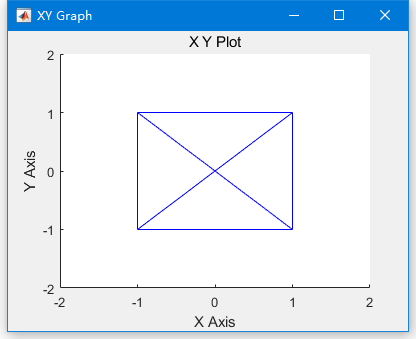 XY Graph
X Y Plot
2
1
0
-1
-2
Y Axis
-2 -1 0 1 2
X Axis